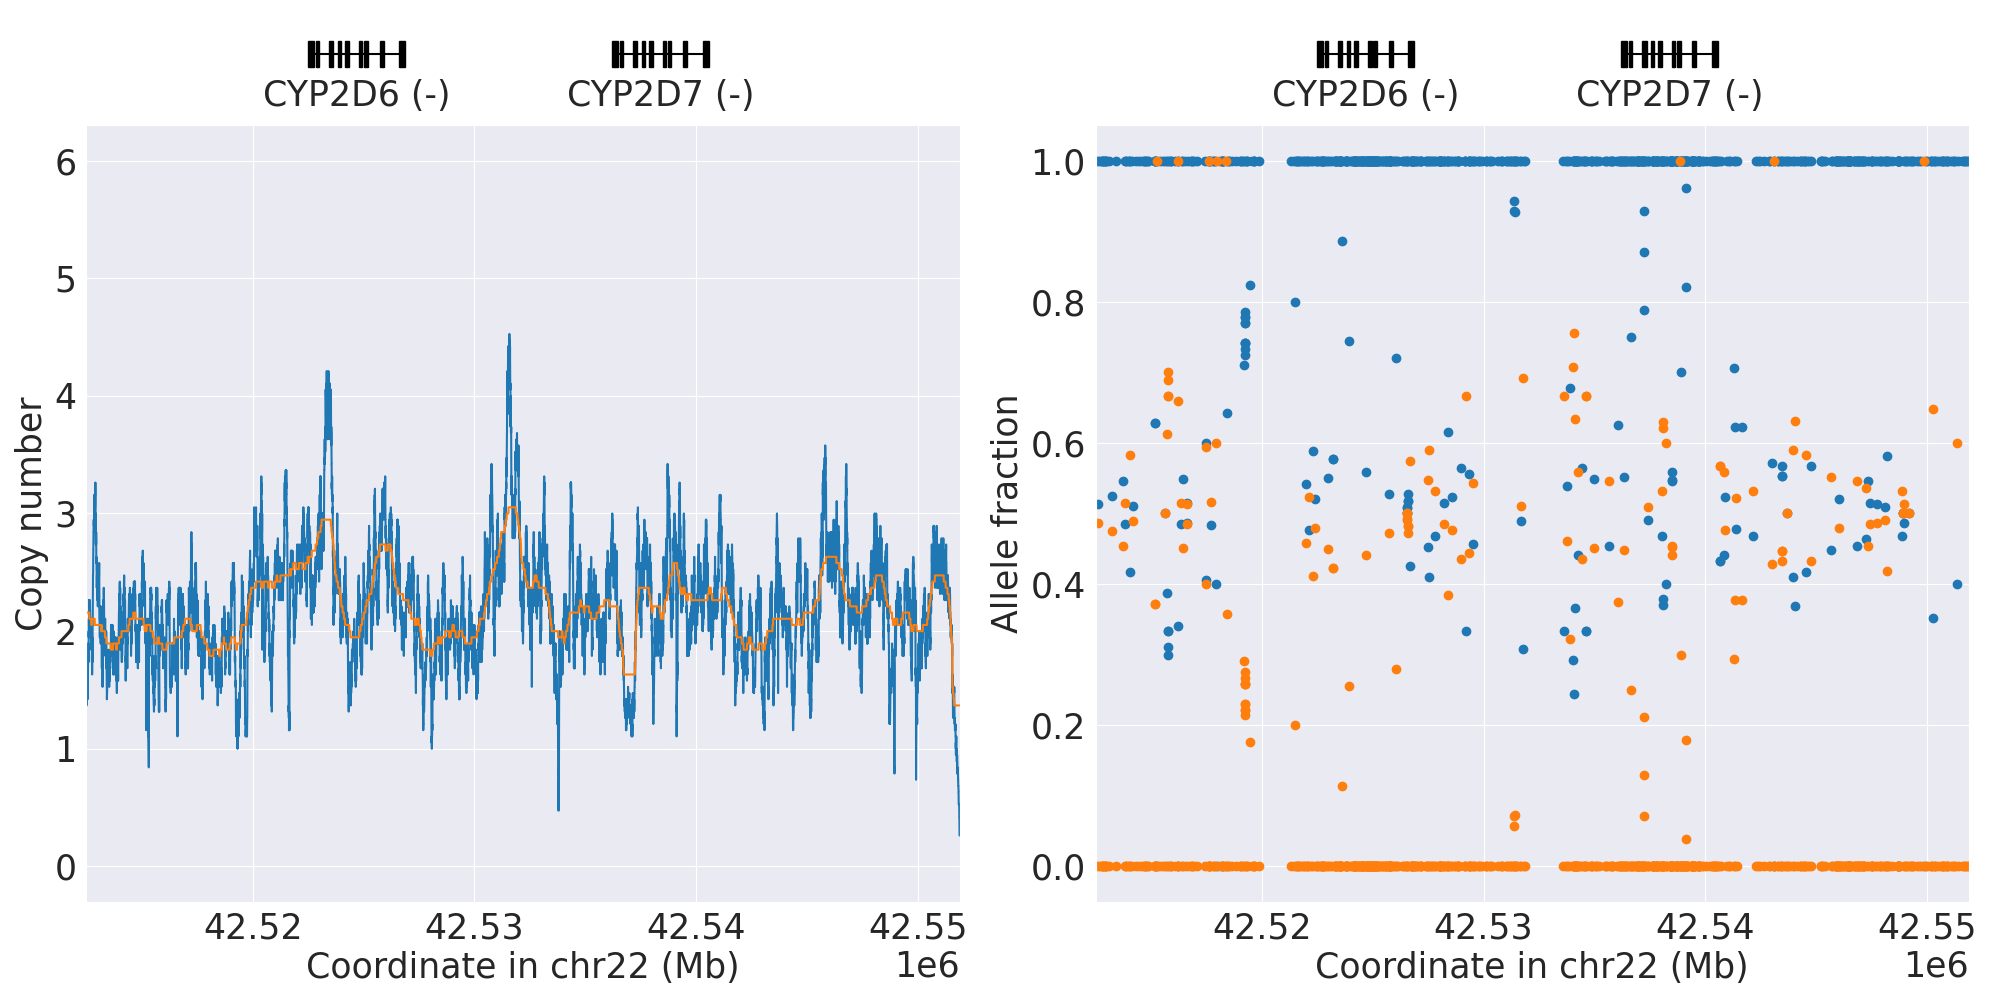 CYP2D6 (-)
CYP2D7 (-)
6
5
4
3
2
1
0
Copy number
42.52
42.53
42.54
42.55
Coordinate in chr22 (Mb)
1e6
CYP2D6 (-)
CYP2D7 (-)
1.0
0.8
0.6
0.4
0.2
0.0
Allele fraction
42.52
42.53
42.54
42.55
Coordinate in chr22 (Mb)
1e6